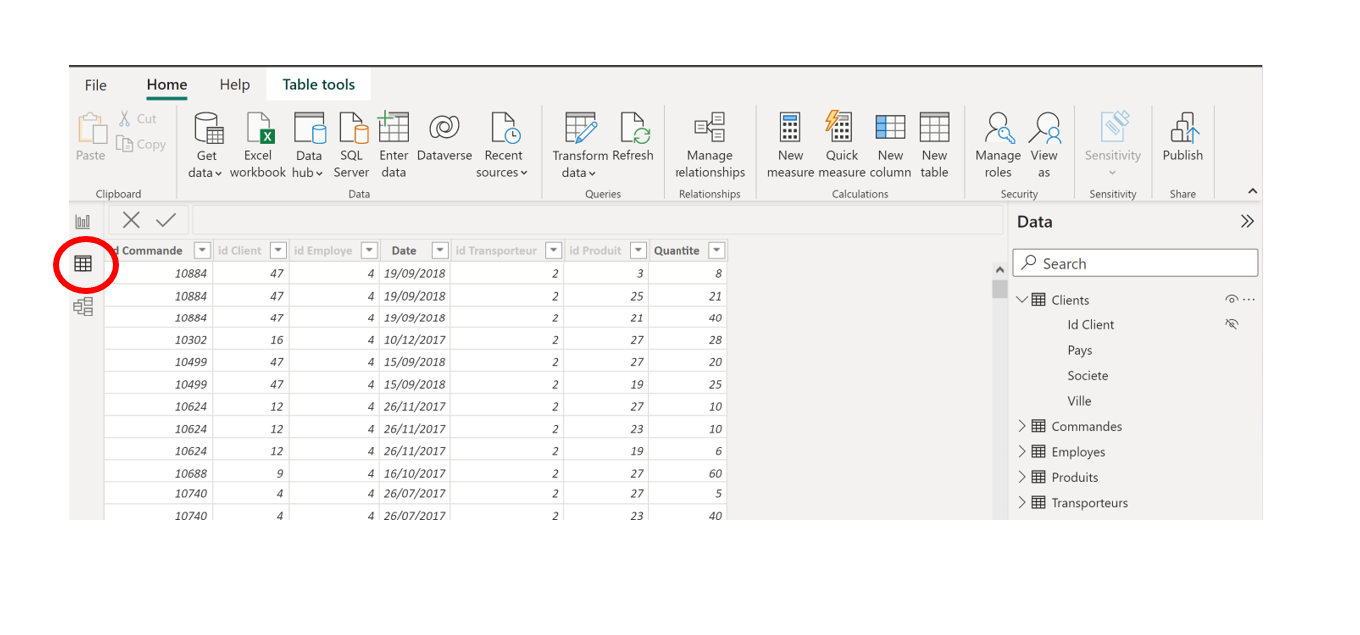 File Home Help Table tools
Paste Cut Copy
Get data Excel workbook Data hub SQL Server Enter data Dataverse Recent sources Transform data Refresh Manage relationships New measure Quick measure New column New table Manage roles View as Sensitivity Publish
Clipboard Data Queries Relationships Calculations Security Sensitivity Share
d Commande id Client id Employe Date id Transporteur id Produit Quantite
10884 47 4 19/09/2018 2 3 8
10884 47 4 19/09/2018 2 25 21
10884 47 4 19/09/2018 2 21 40
10302 16 4 10/12/2017 2 27 28
10499 47 4 15/09/2018 2 27 20
10499 47 4 15/09/2018 2 19 25
10624 12 4 26/11/2017 2 27 10
10624 12 4 26/11/2017 2 23 10
10624 12 4 26/11/2017 2 19 6
10688 9 4 16/10/2017 2 27 60
10740 4 4 26/07/2017 2 27 5
10740 4 4 26/07/2017 2 23 40
Data
Search
Clients
Id Client
Pays
Societe
Ville
Commandes
Employes
Produits
Transporteurs